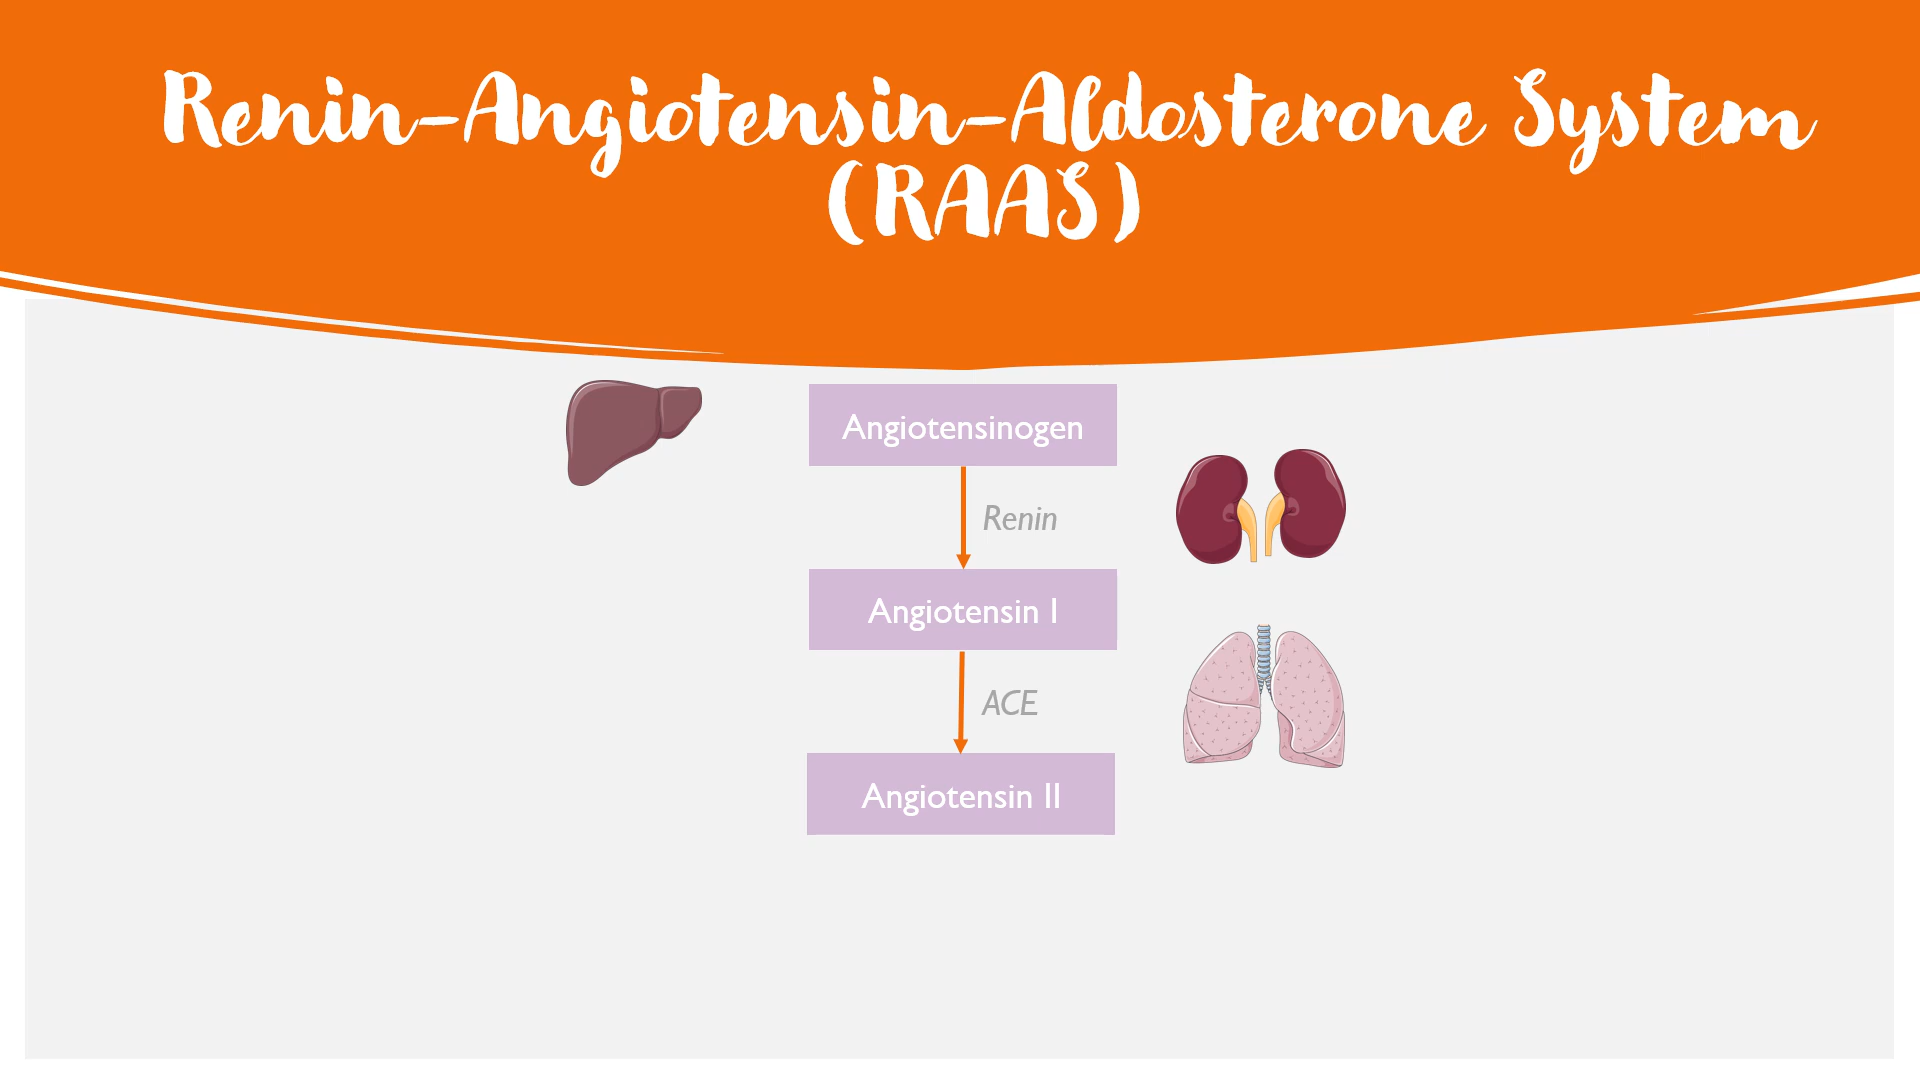 Renin-Angiotensin-Aldosterone System
(RAAS)
Angiotensinogen
Renin
Angiotensin I
ACE
Angiotensin II